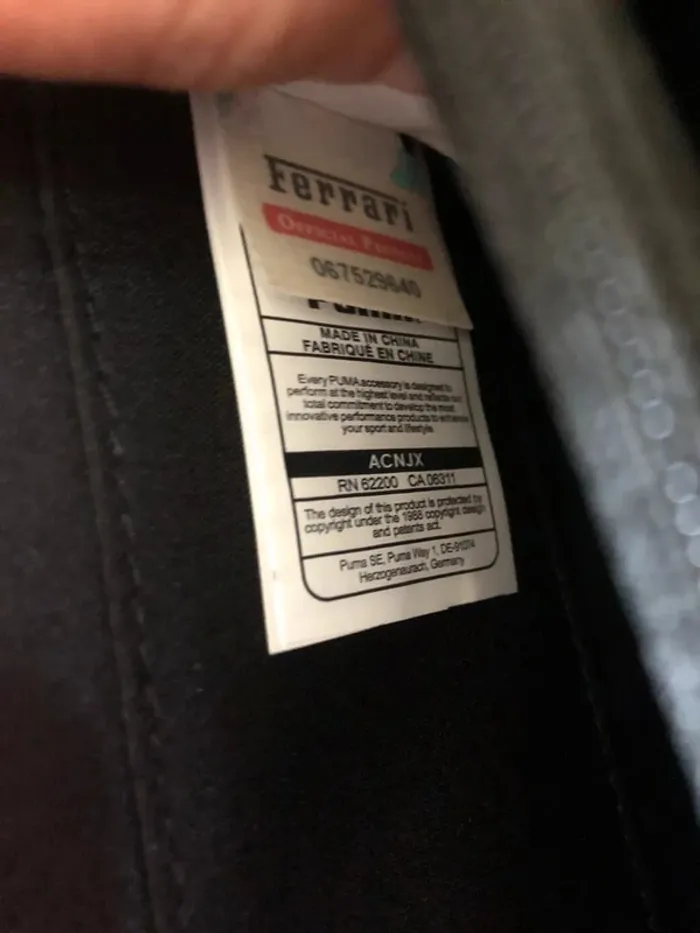 Ferrari
OFFICIAL PRODUCT
067529640
PUMA
MADE IN CHINA
FABRIQUÉ EN CHINE
Every PUMA accessory is designed to
perform at the highest level and reflects our
total commitment to develop the most
innovative performance products to enhance
your sport and lifestyle.
ACNJX
RN 62200 CA 06311
The design of this product is protected by
copyright under the 1988 copyright design
and patents act.
Puma SE, Puma Way 1, DE-91074
Herzogenaurach, Germany